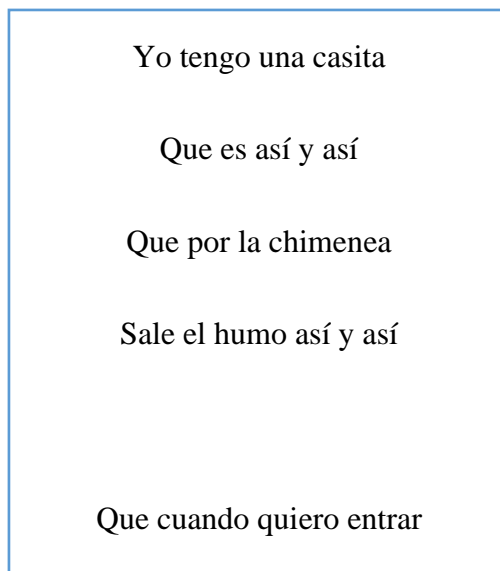 Yo tengo una casita
Que es así y así
Que por la chimenea
Sale el humo así y así
Que cuando quiero entrar